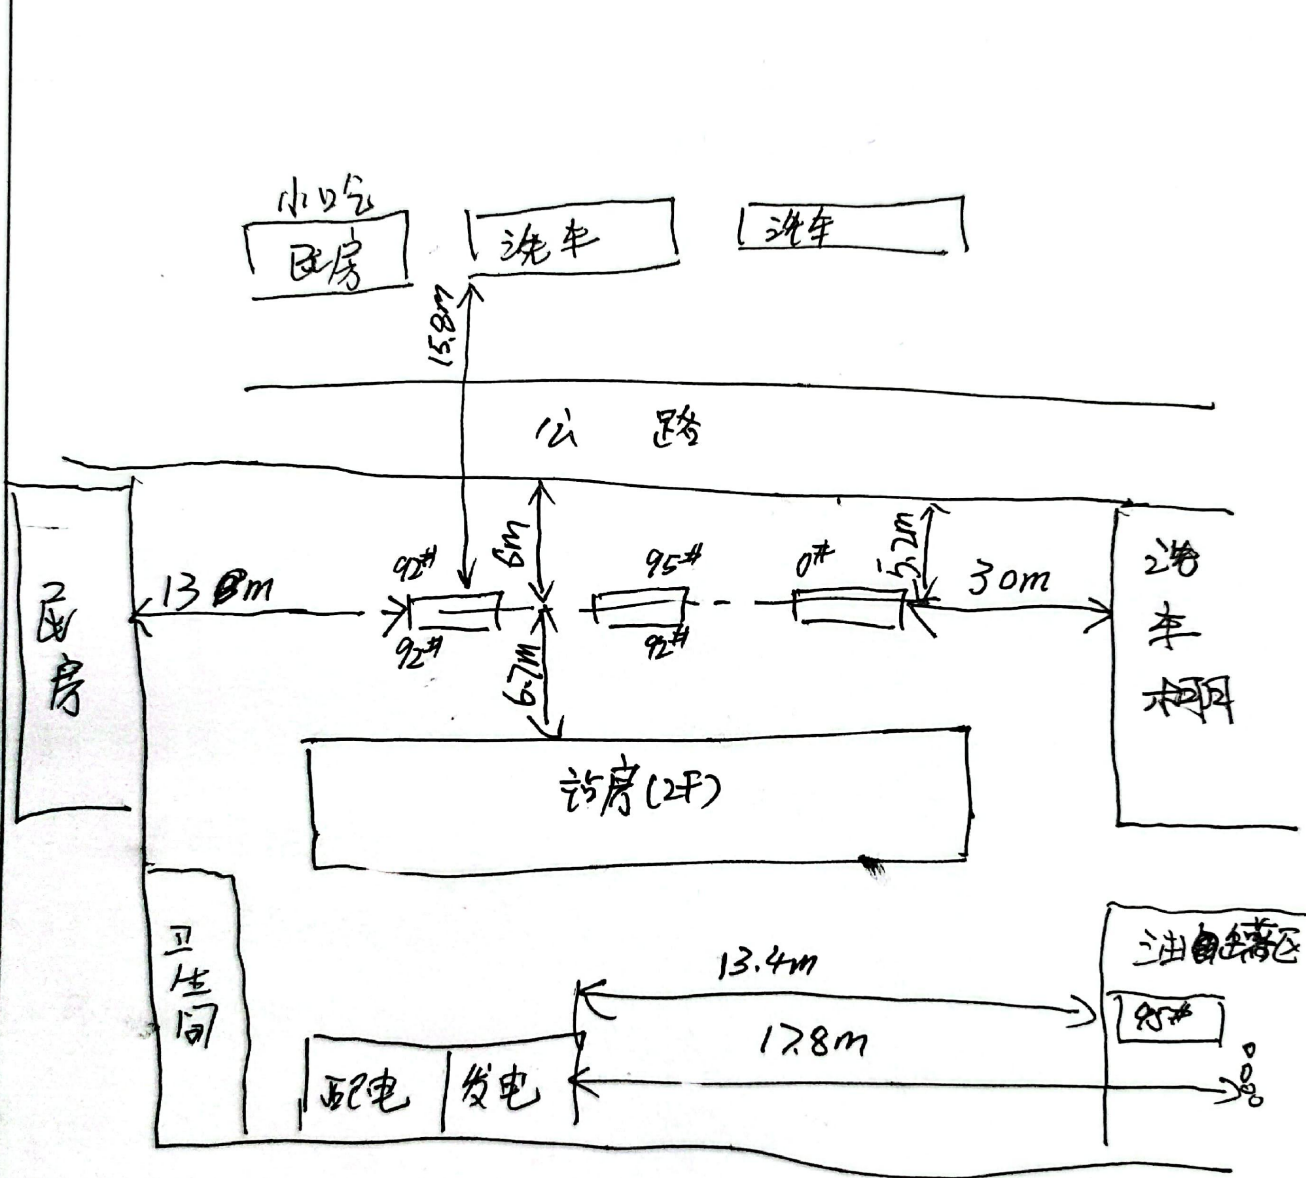 小吃
民房
洗车
洗车
15.8m
公路
6m
5.2m
92#
95#
0#
13 m
30m
92#
92#
6.7m
民房
洗车棚
站房(2F)
卫生间
13.4m
油罐区
95#
17.8m
配电
发电